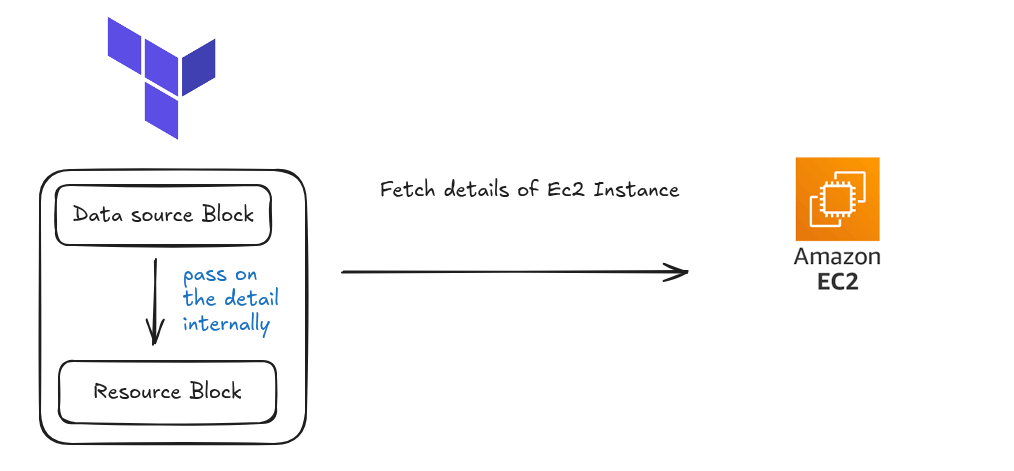 Data source Block
Fetch details of Ec2 Instance
pass on
the detail
internally
Resource Block
Amazon
EC2